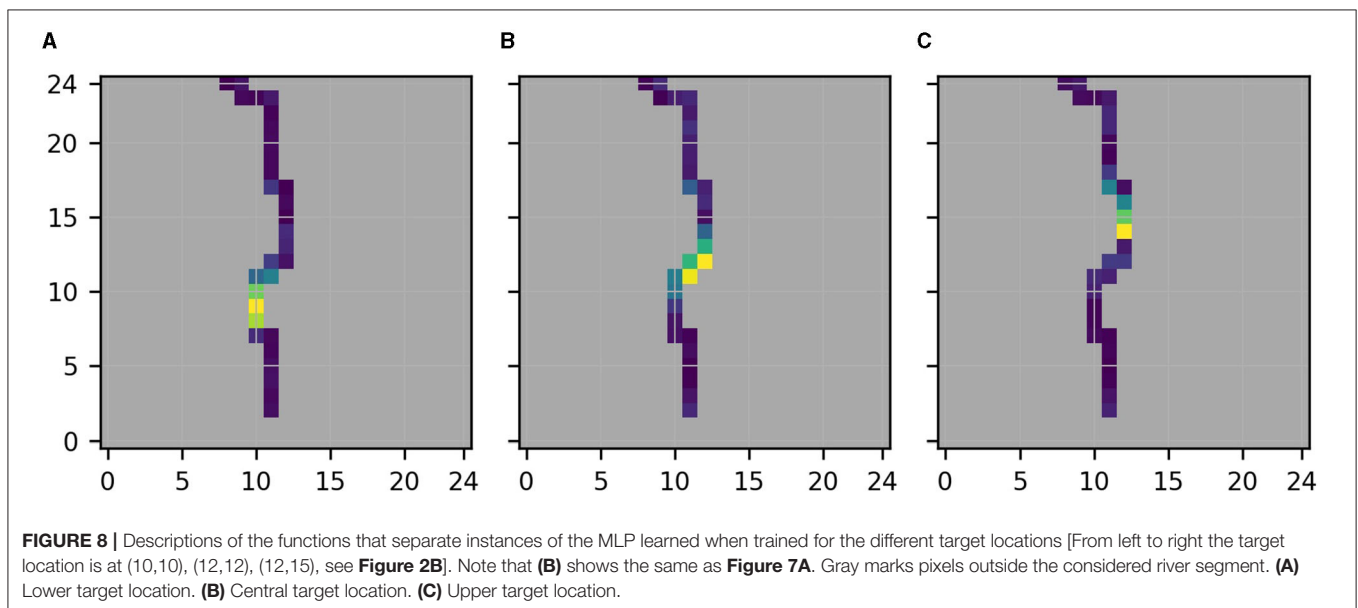 A
B
C
24
20
15
10
5
0
0 5 10 15 20 24
0 5 10 15 20 24
0 5 10 15 20 24
FIGURE 8 | Descriptions of the functions that separate instances of the MLP learned when trained for the different target locations [From left to right the target
location is at (10,10), (12,12), (12,15), see Figure 2B]. Note that (B) shows the same as Figure 7A. Gray marks pixels outside the considered river segment. (A)
Lower target location. (B) Central target location. (C) Upper target location.